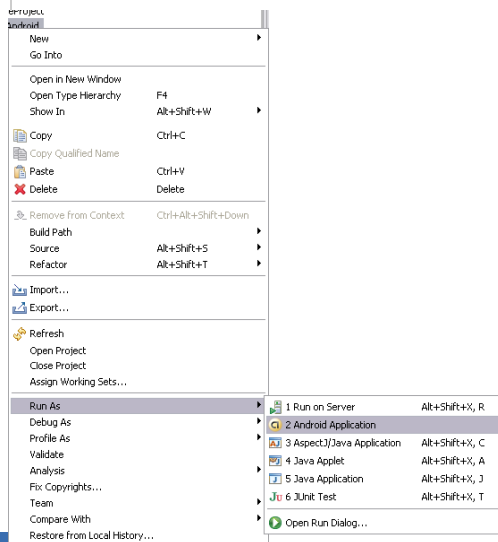 eProject
Android
New
Go Into
Open in New Window
Open Type Hierarchy F4
Show In Alt+Shift+W
Copy Ctrl+C
Copy Qualified Name
Paste Ctrl+V
Delete Delete
Remove from Context Ctrl+Alt+Shift+Down
Build Path
Source Alt+Shift+S
Refactor Alt+Shift+T
Import...
Export...
Refresh
Open Project
Close Project
Assign Working Sets...
Run As
Debug As
Profile As
Validate
Analysis
Fix Copyrights...
Team
Compare With
Restore from Local History...
1 Run on Server Alt+Shift+X, R
2 Android Application
3 AspectJ/Java Application Alt+Shift+X, C
4 Java Applet Alt+Shift+X, A
5 Java Application Alt+Shift+X, J
Ju 6 JUnit Test Alt+Shift+X, T
Open Run Dialog...